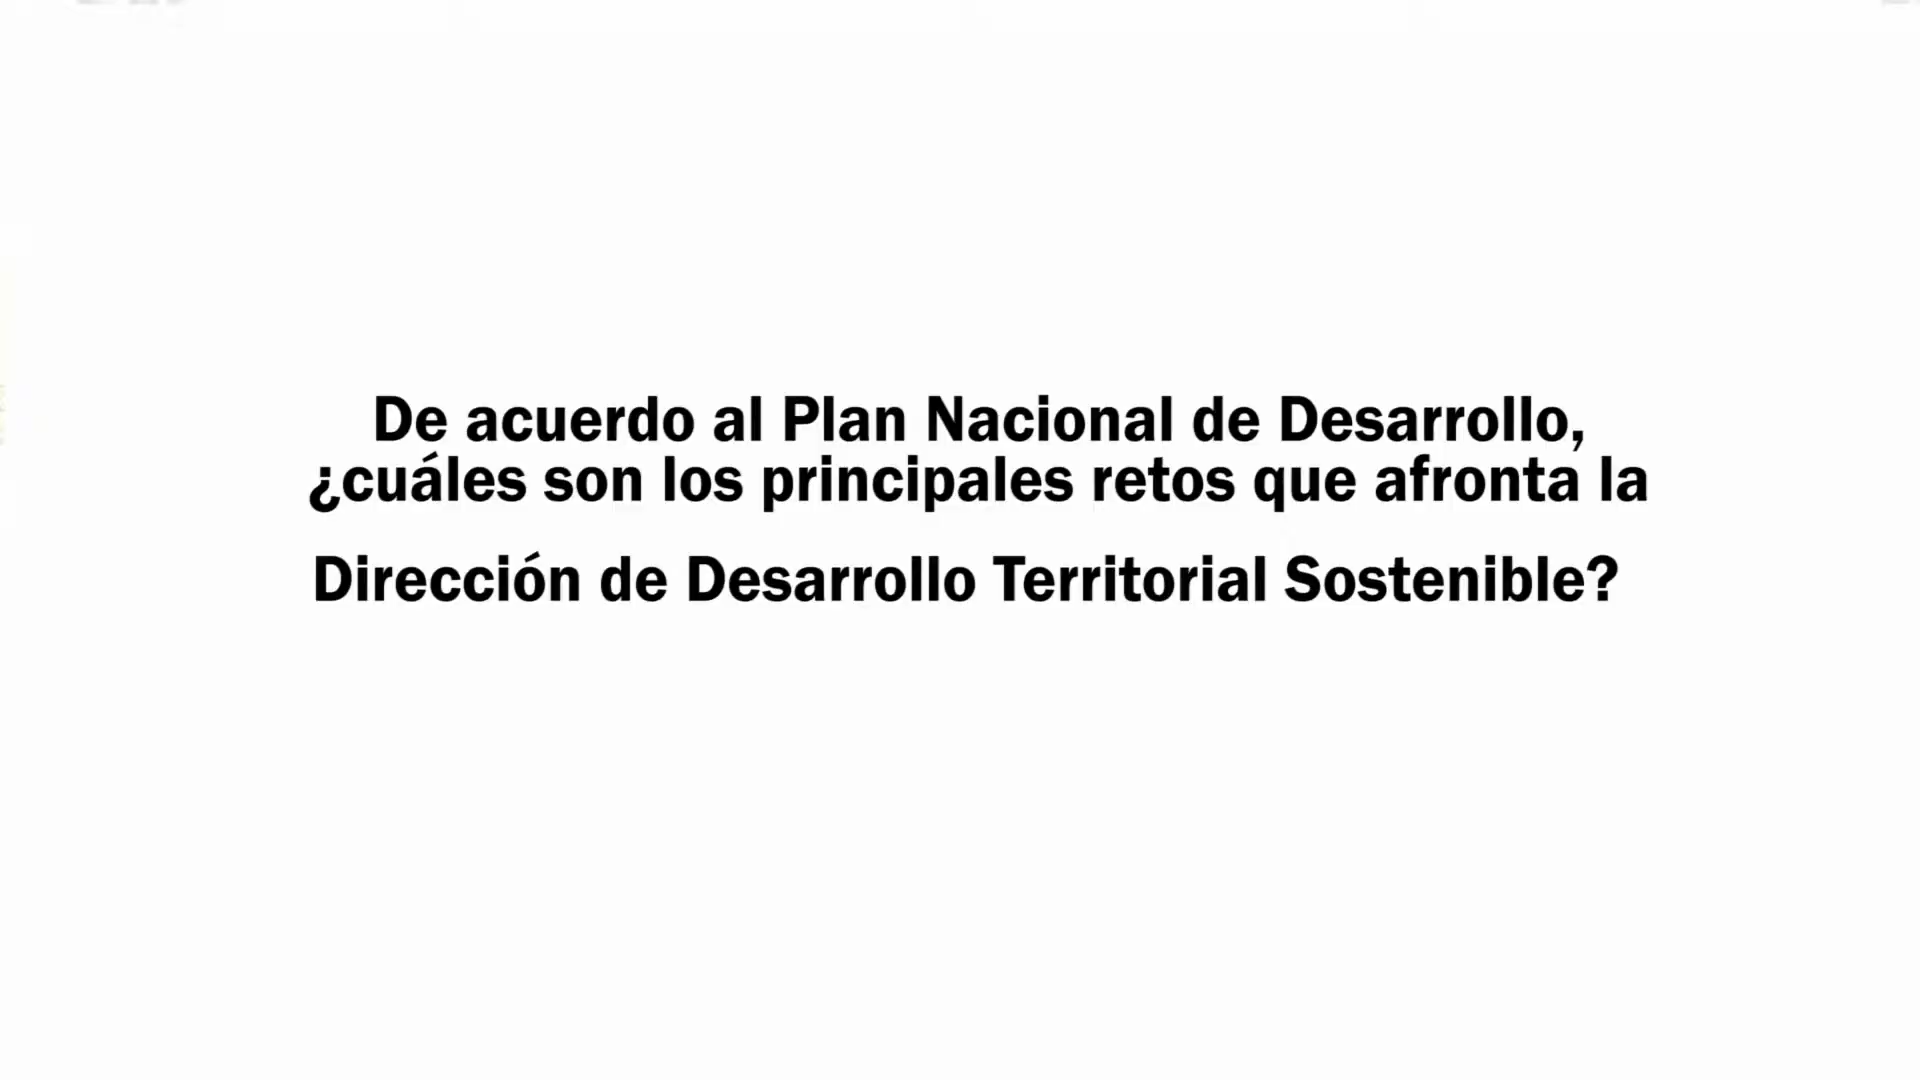 De acuerdo al Plan Nacional de Desarrollo,
¿cuáles son los principales retos que afronta la
Dirección de Desarrollo Territorial Sostenible?